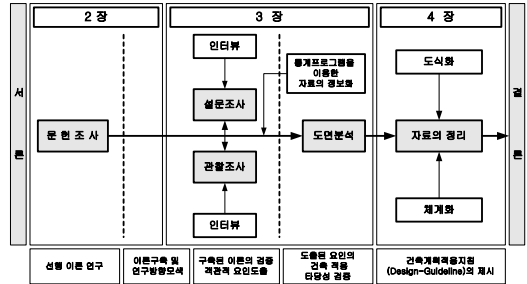 2 장
3 장
4 장
서
론
결
론
인터뷰
통계프로그램을
이용한
자료의 정보화
도식화
설문조사
문 헌 조 사
도면분석
자료의 정리
관찰조사
인터뷰
체계화
선행 이론 연구
이론구축 및
연구방향모색
구축된 이론의 검증
객관적 요인도출
도출된 요인의
건축 적용
타당성 검증
건축계획적용지침
(Design-Guideline)의 제시